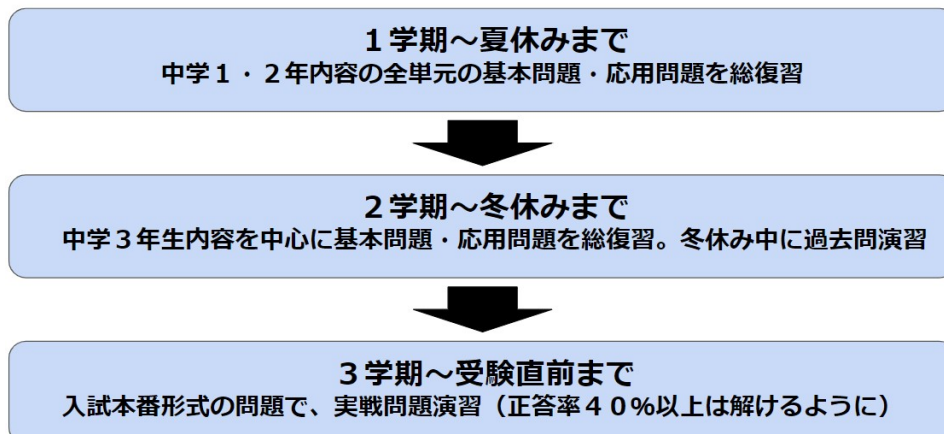 １学期～夏休みまで
中学１・２年内容の全単元の基本問題・応用問題を総復習
２学期～冬休みまで
中学３年生内容を中心に基本問題・応用問題を総復習。冬休み中に過去問演習
３学期～受験直前まで
入試本番形式の問題で、実戦問題演習（正答率４０％以上は解けるように）